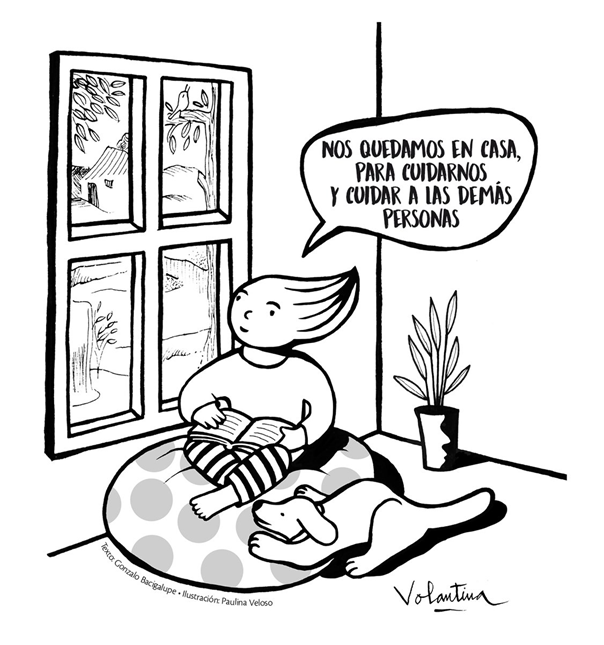 NOS QUEDAMOS EN CASA,
PARA CUIDARNOS
Y CUIDAR A LAS DEMÁS
PERSONAS
Texto: Gonzalo Bacigalupe • Ilustración: Paulina Veloso
Volantina